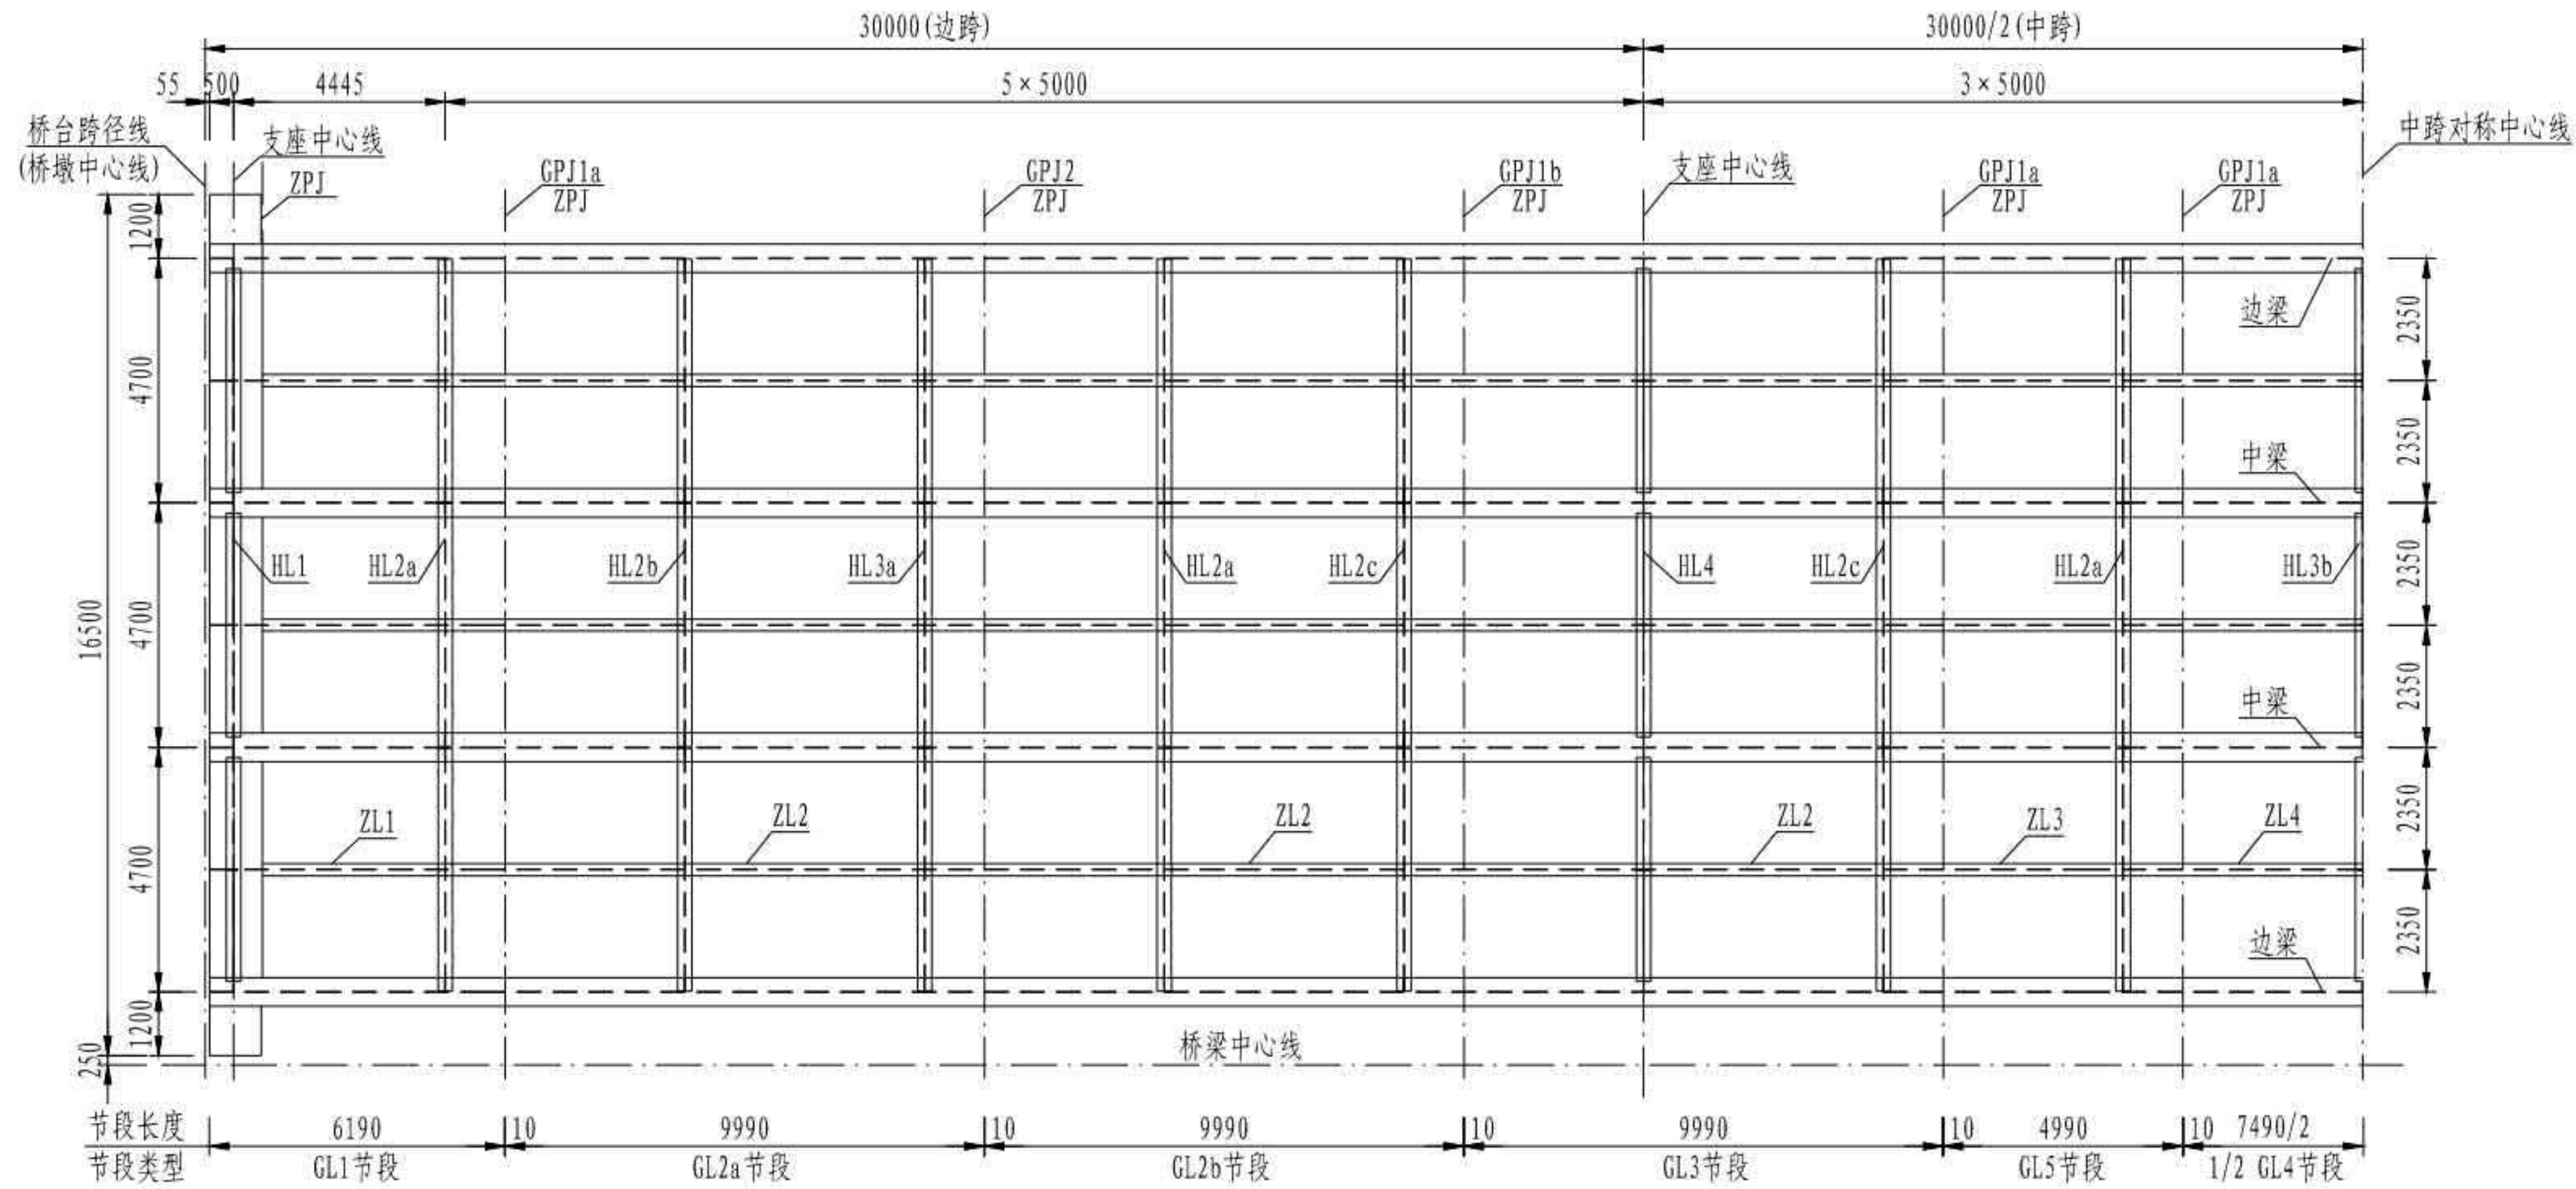 30000(边跨)
30000/2(中跨)
55
500
4445
5×5000
3×5000
桥台跨径线
(桥墩中心线)
支座中心线
ZPJ
GPJ1a
ZPJ
GPJ2
ZPJ
GPJ1b
ZPJ
支座中心线
GPJ1a
ZPJ
GPJ1a
ZPJ
中跨对称中心线
1200
4700
4700
4700
1200
16500
250
2350
2350
2350
2350
2350
2350
边梁
中梁
HL1
HL2a
HL2b
HL3a
HL2a
HL2c
HL4
HL2c
HL2a
HL3b
中梁
ZL1
ZL2
ZL2
ZL2
ZL3
ZL4
边梁
桥梁中心线
节段长度
6190
10
9990
10
9990
10
9990
10
4990
10
7490/2
节段类型
GL1节段
GL2a节段
GL2b节段
GL3节段
GL5节段
1/2 GL4节段